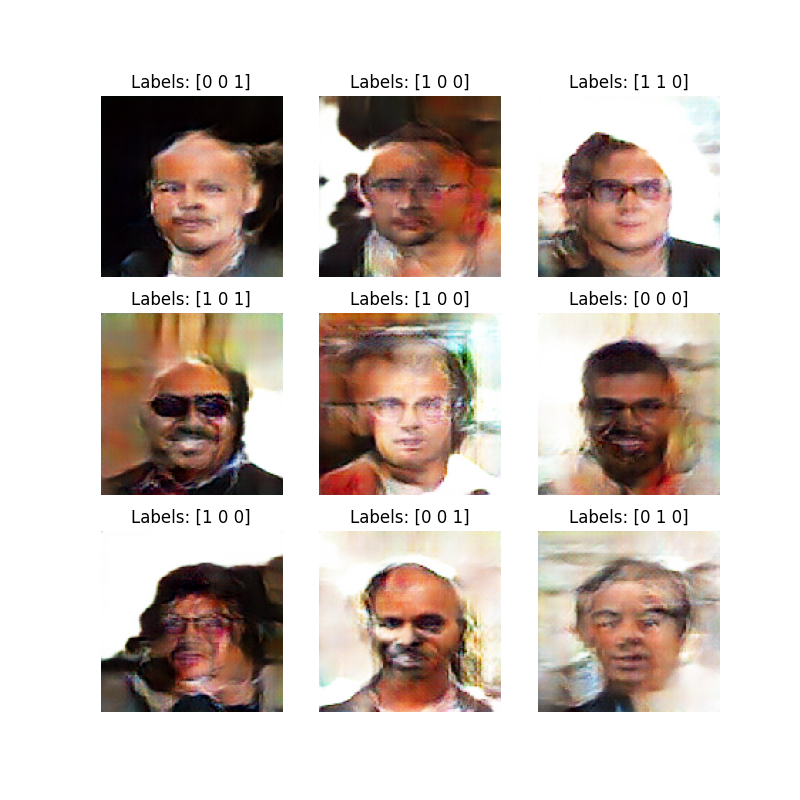 Labels: [0 0 1]
Labels: [1 0 0]
Labels: [1 1 0]
Labels: [1 0 1]
Labels: [1 0 0]
Labels: [0 0 0]
Labels: [1 0 0]
Labels: [0 0 1]
Labels: [0 1 0]